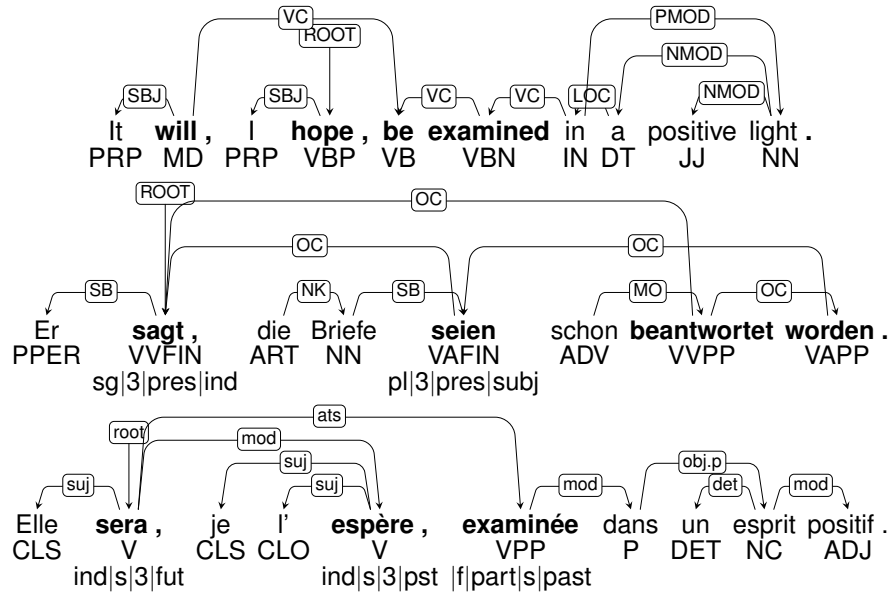 VC
ROOT PMOD
NMOD
SBJ SBJ VC VC LOC NMOD
It will , I hope , be examined in a positive light .
PRP MD PRP VBP VB VBN IN DT JJ NN
ROOT OC
OC OC
SB NK SB MO OC
Er sagt , die Briefe seien schon beantwortet worden .
PPER VVFIN ART NN VAFIN ADV VVPP VAPP
sg|3|pres|ind pl|3|pres|subj
ats
root mod
suj obj.p
suj suj mod det mod
Elle sera , je l' espère , examinée dans un esprit positif .
CLS V CLS CLO V VPP P DET NC ADJ
ind|s|3|fut ind|s|3|pst |f|part|s|past